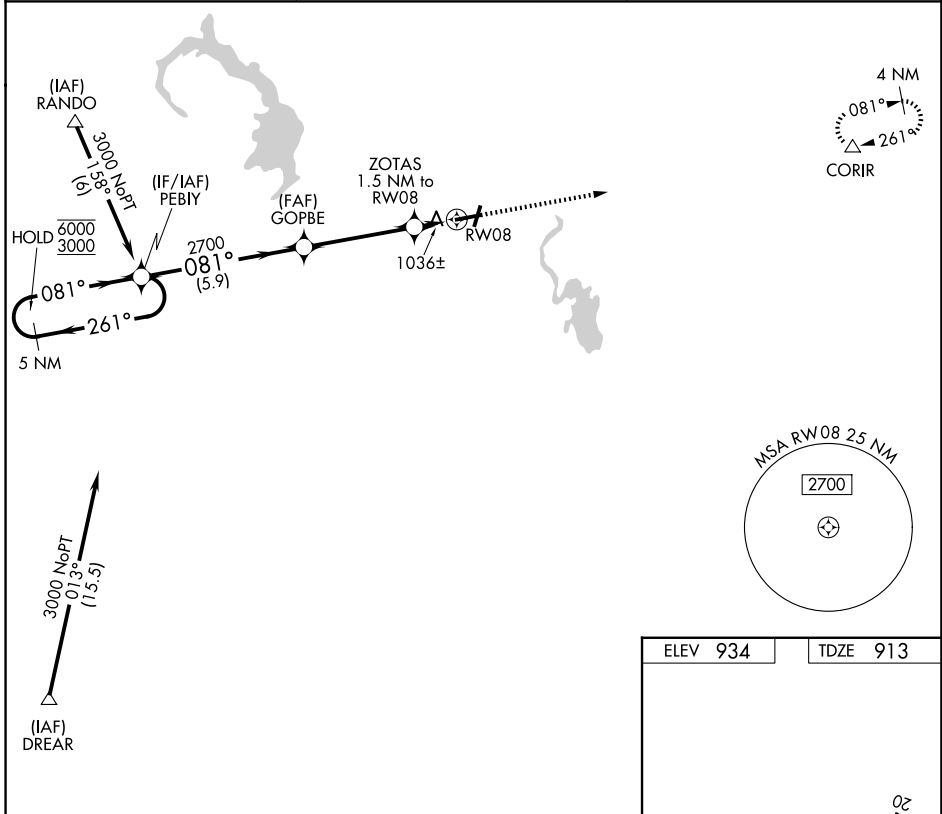 (IAF)
RANDO
3000 NoPT
158°
(6)
(IF/IAF)
PEBIY
HOLD 6000
3000
081°
261°
5 NM
2700
081°
(5.9)
(FAF)
GOPBE
ZOTAS
1.5 NM to
RW08
1036±
RW08
4 NM
081°
261°
CORIR
3000 NoPT
013°
(15.5)
(IAF)
DREAR
MSA RW08 25 NM
2700
ELEV 934
TDZE 913
20